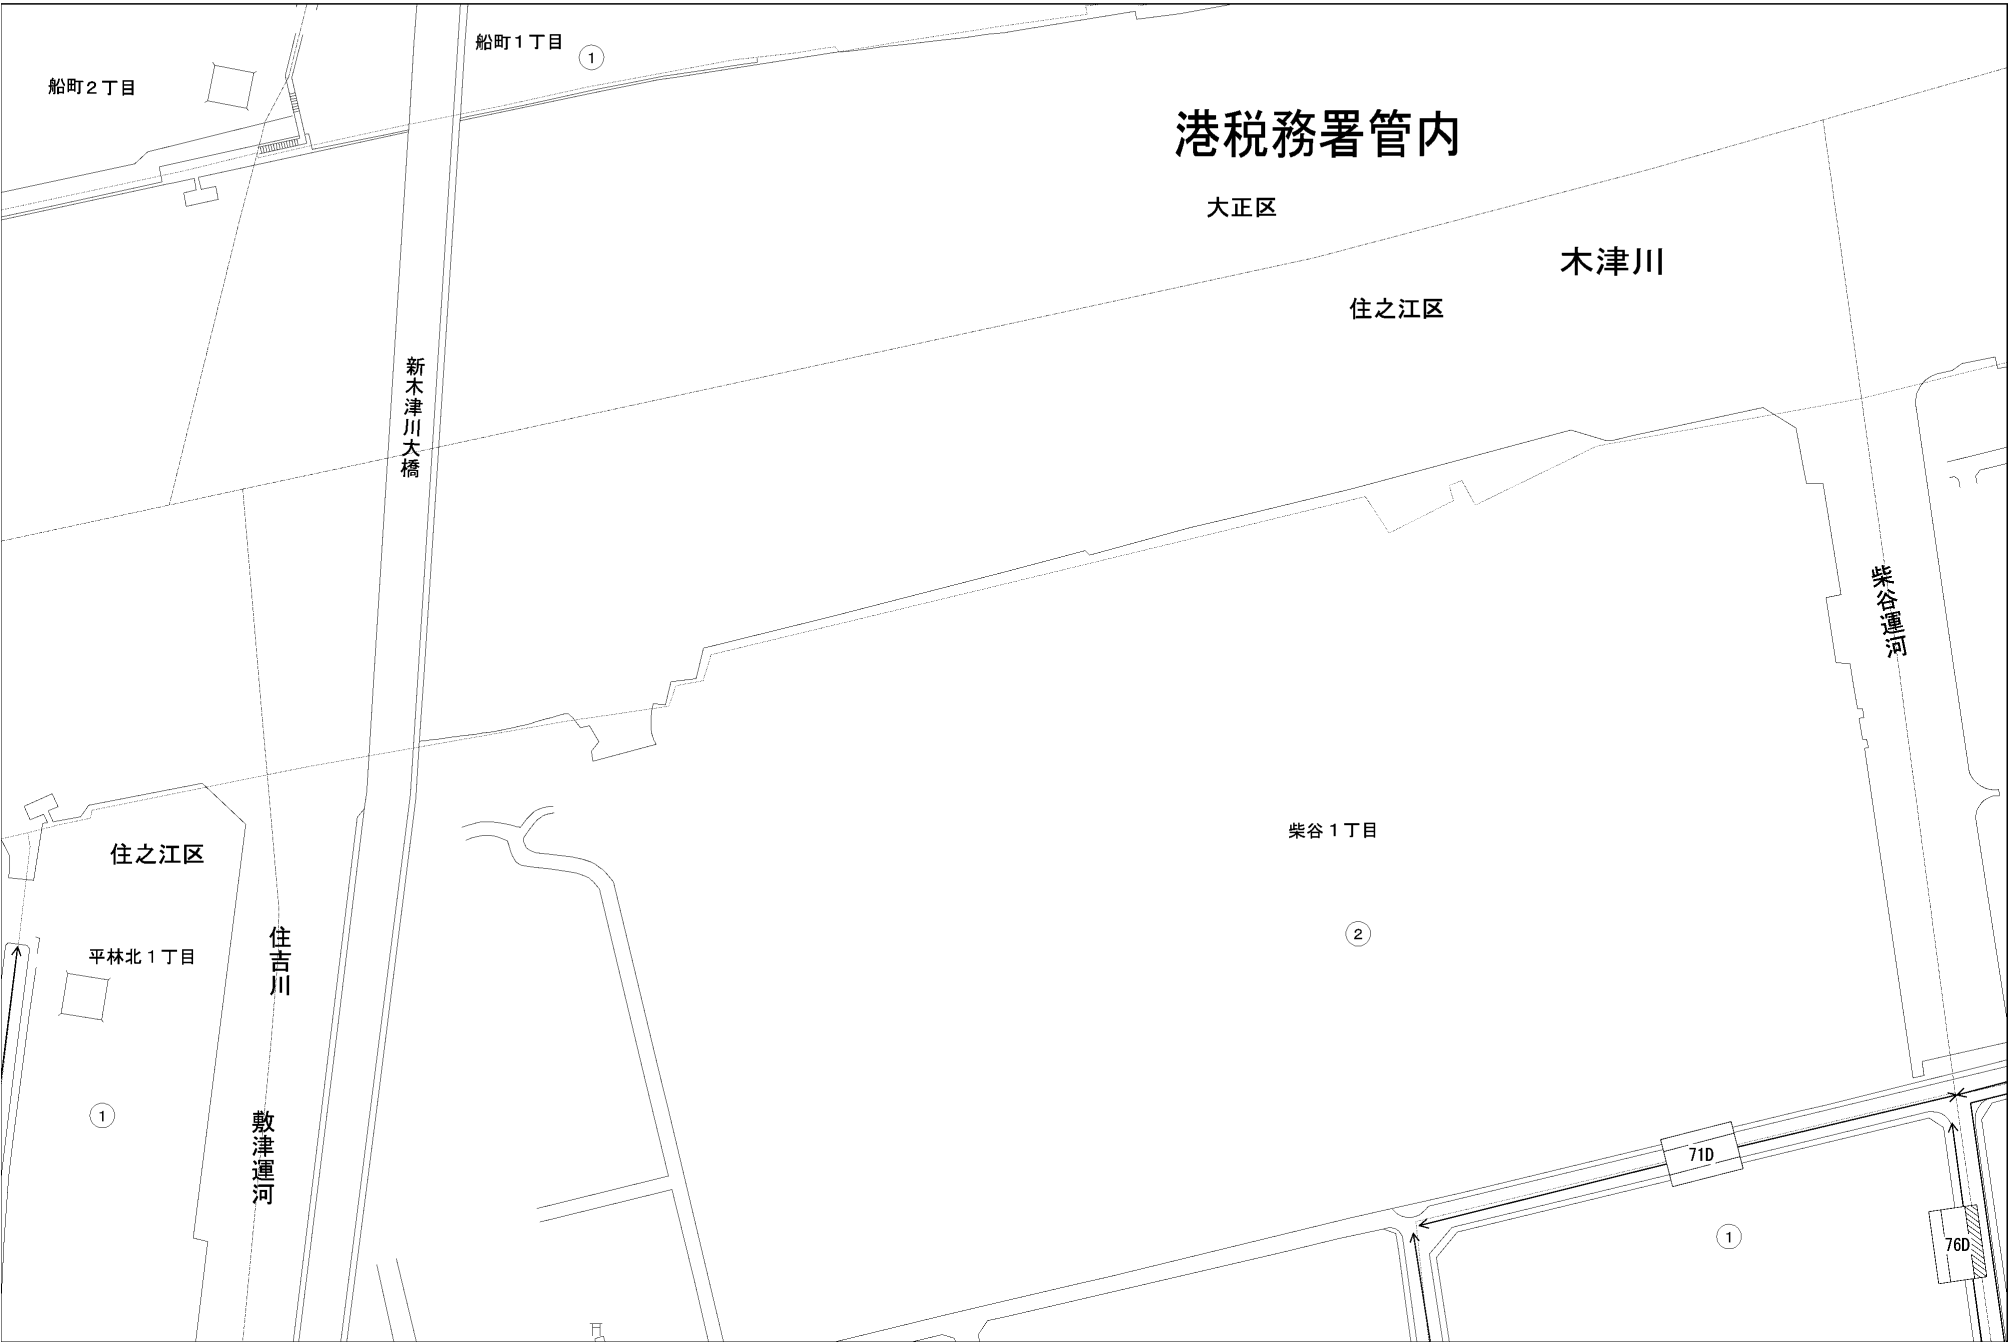 船町１丁目
①
船町２丁目
港税務署管内
大正区
木津川
住之江区
新木津川大橋
柴谷運河
柴谷１丁目
住之江区
②
住吉川
平林北１丁目
①
敷津運河
71D
①
76D